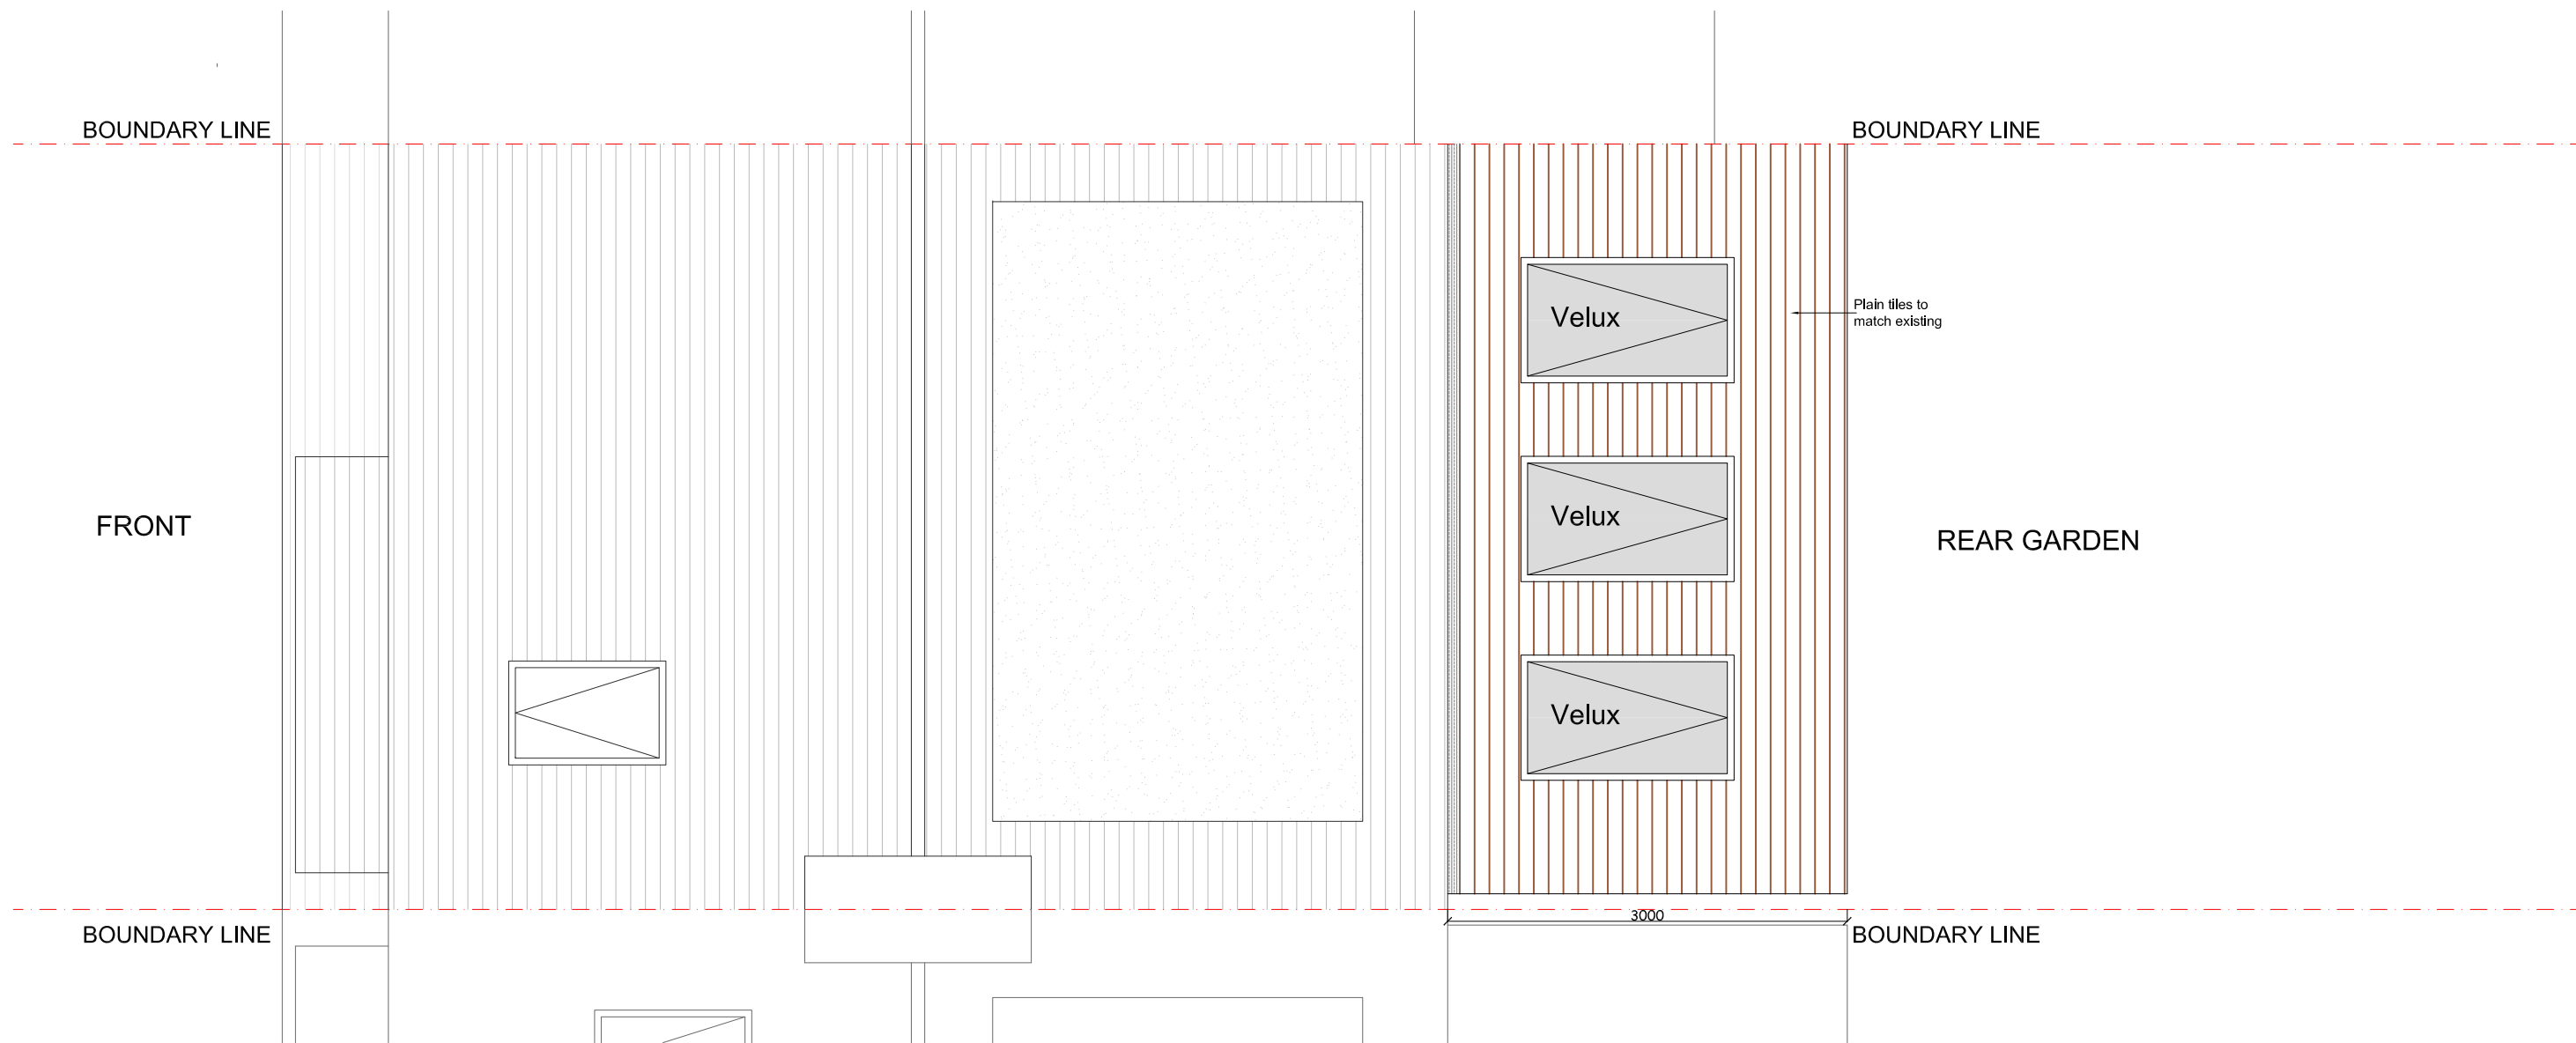 BOUNDARY LINE
BOUNDARY LINE
Velux
Plain tiles to
match existing
FRONT
Velux
REAR GARDEN
Velux
3000
BOUNDARY LINE
BOUNDARY LINE